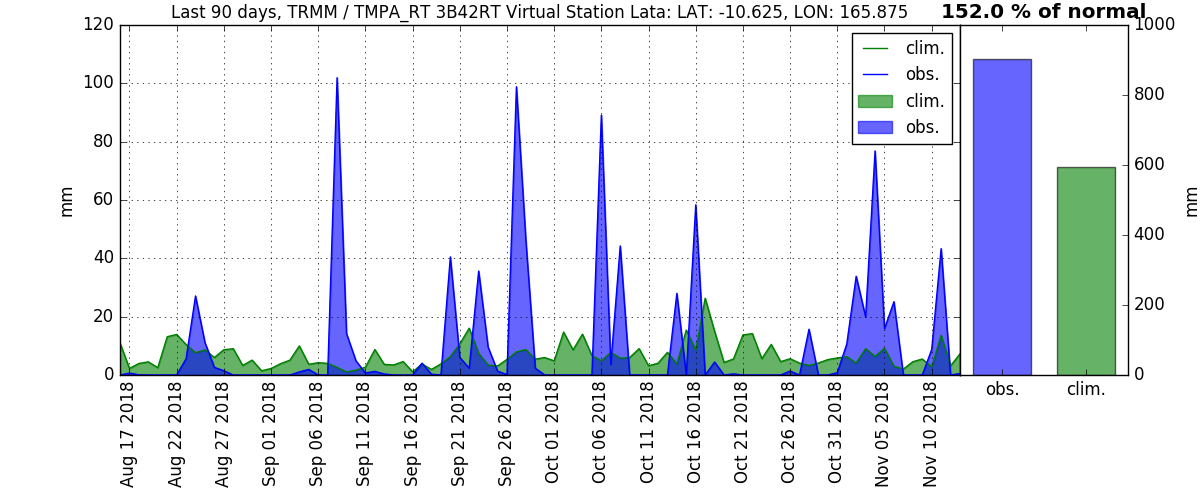 Last 90 days, TRMM / TMPA_RT 3B42RT Virtual Station Lata: LAT: -10.625, LON: 165.875
152.0 % of normal
120
100
80
60
40
20
0
mm
clim.
obs.
clim.
obs.
1000
800
600
400
200
0
mm
obs.
clim.
Aug 17 2018
Aug 22 2018
Aug 27 2018
Sep 01 2018
Sep 06 2018
Sep 11 2018
Sep 16 2018
Sep 21 2018
Sep 26 2018
Oct 01 2018
Oct 06 2018
Oct 11 2018
Oct 16 2018
Oct 21 2018
Oct 26 2018
Oct 31 2018
Nov 05 2018
Nov 10 2018